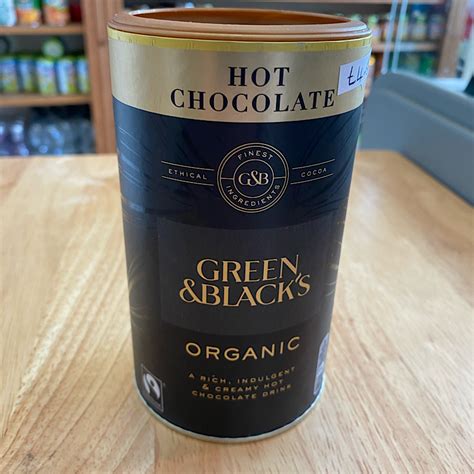 HOT
CHOCOLATE
FINEST
ETHICAL G&B COCOA
INGREDIENTS
GREEN
&BLACK'S
ORGANIC
A RICH, INDULGENT
& CREAMY HOT
CHOCOLATE DRINK